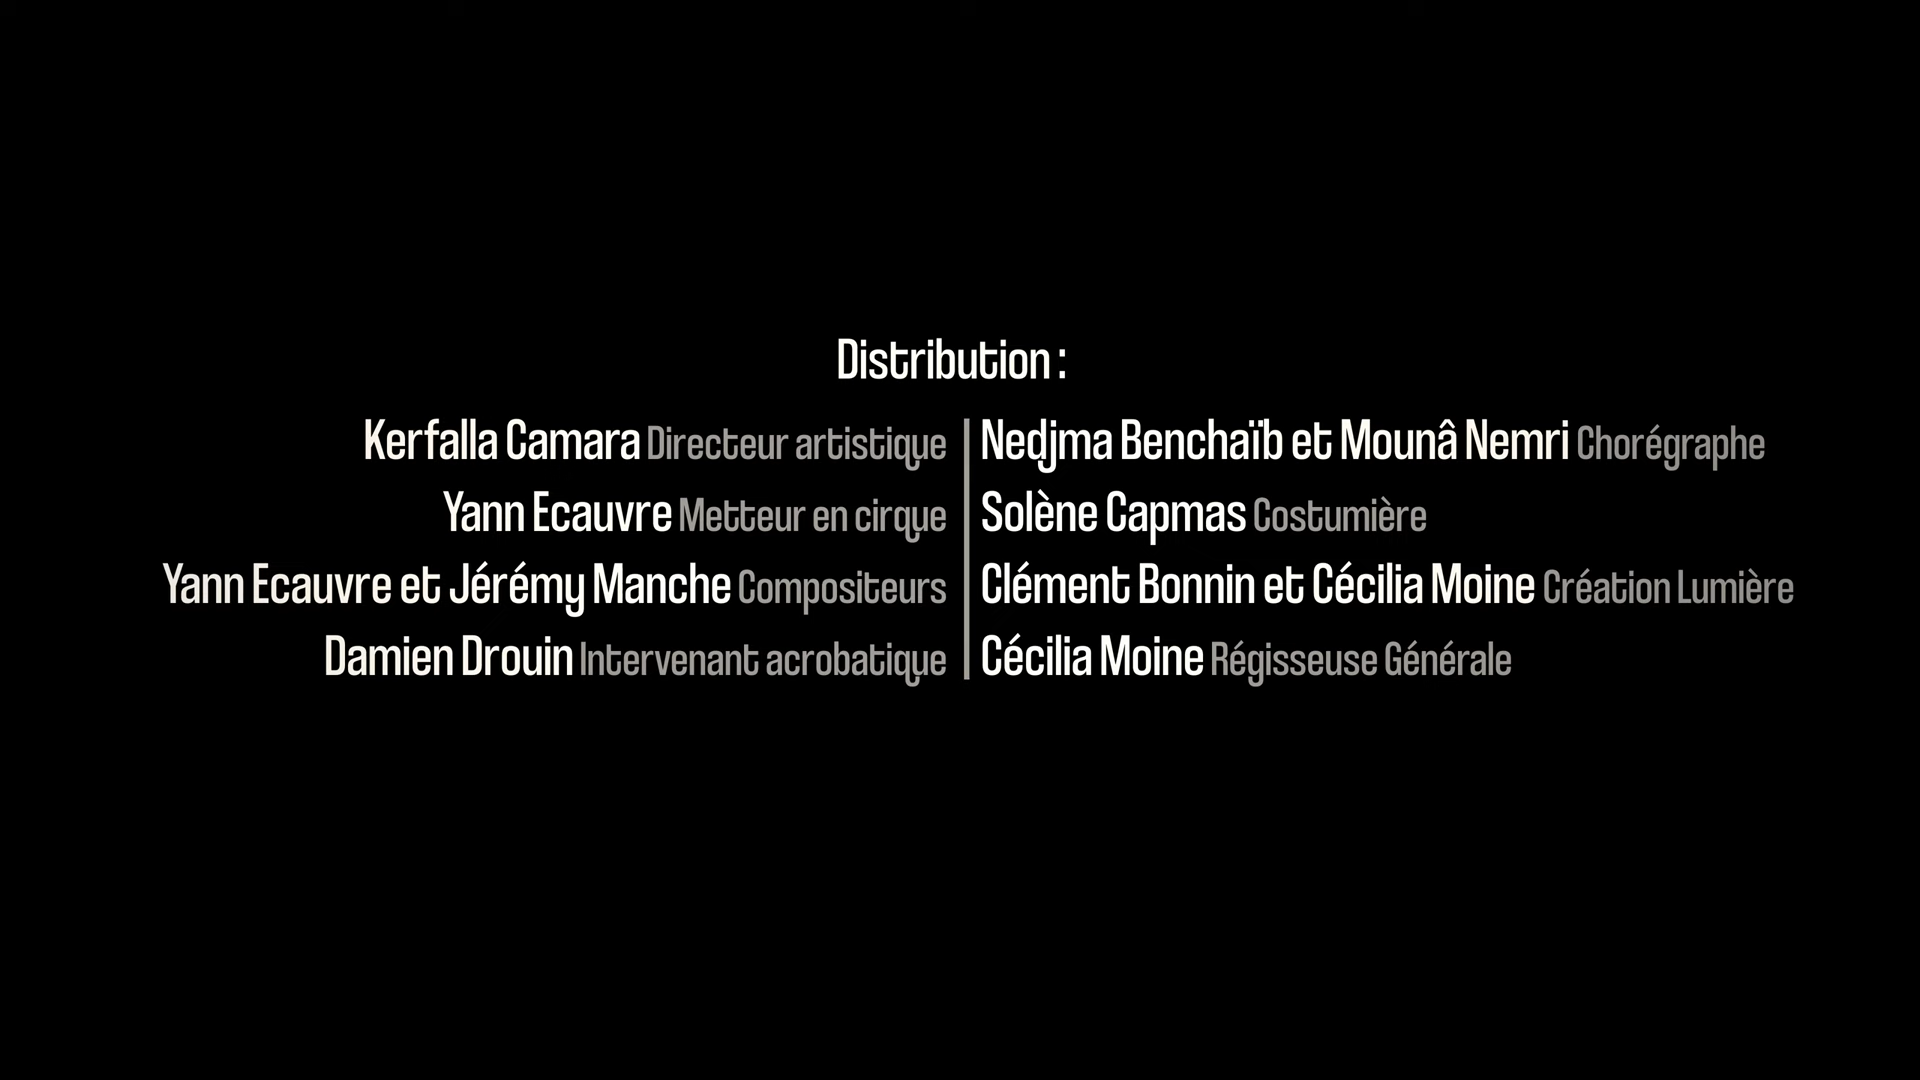 Distribution :
Kerfalla Camara Directeur artistique
Yann Ecauvre Metteur en cirque
Yann Ecauvre et Jérémy Manche Compositeurs
Damien Drouin Intervenant acrobatique
Nedjma Benchaïb et Mounâ Nemri Chorégraphe
Solène Capmas Costumière
Clément Bonnin et Cécilia Moine Création Lumière
Cécilia Moine Régisseuse Générale